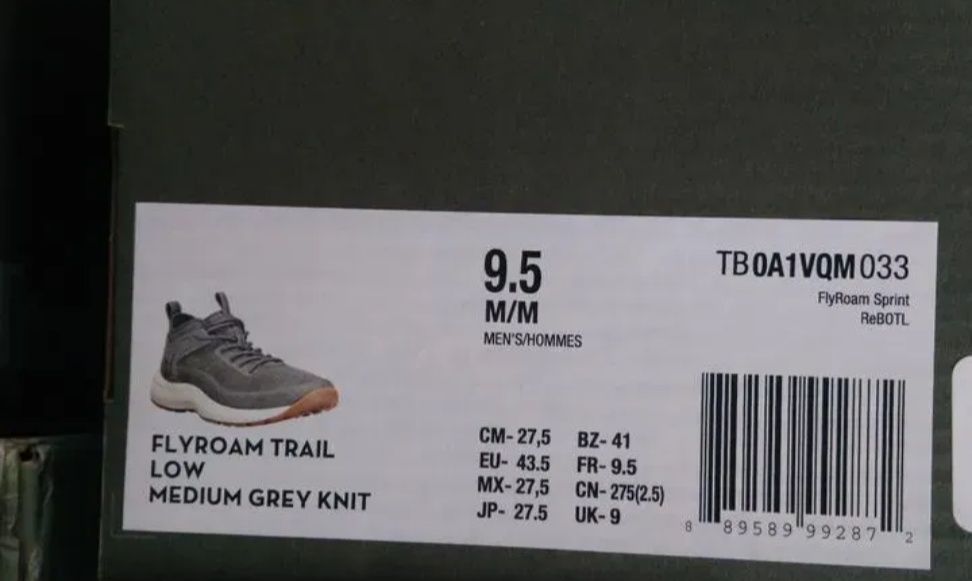 9.5
M/M
MEN'S/HOMMES
TB0A1VQM033
FlyRoam Sprint
ReBOTL
FLYROAM TRAIL
LOW
MEDIUM GREY KNIT
CM- 27,5 BZ- 41
EU- 43.5 FR- 9.5
MX- 27,5 CN- 275(2.5)
JP- 27.5 UK- 9
8 89589 99287 2